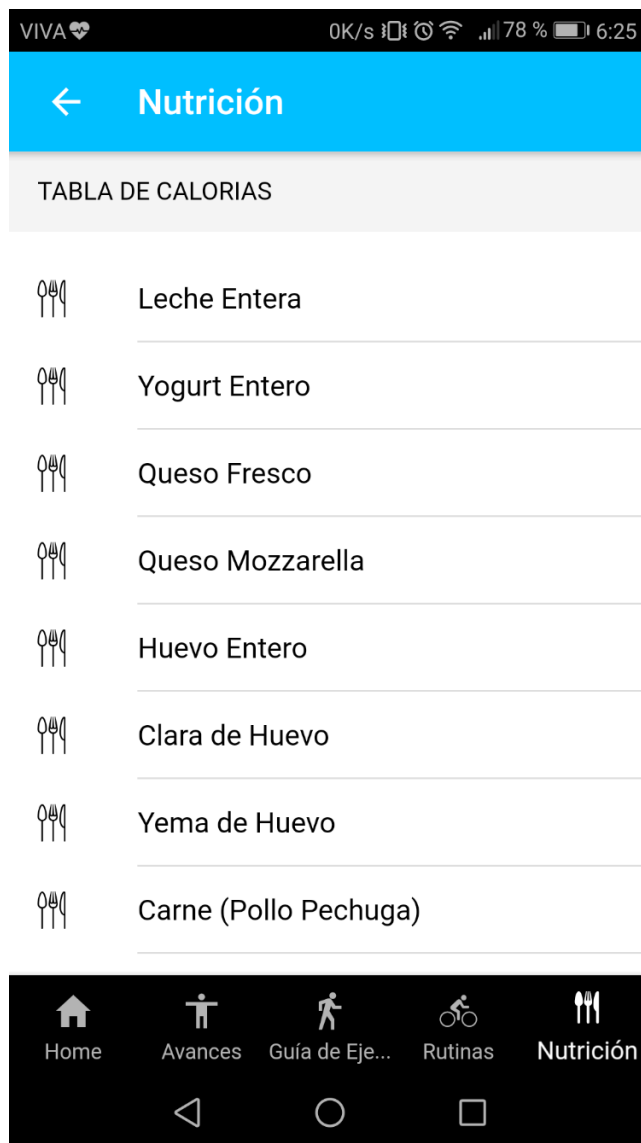 VIVA 0K/s 78 % 6:25
Nutrición
TABLA DE CALORIAS
Leche Entera
Yogurt Entero
Queso Fresco
Queso Mozzarella
Huevo Entero
Clara de Huevo
Yema de Huevo
Carne (Pollo Pechuga)
Home Avances Guía de Eje... Rutinas Nutrición